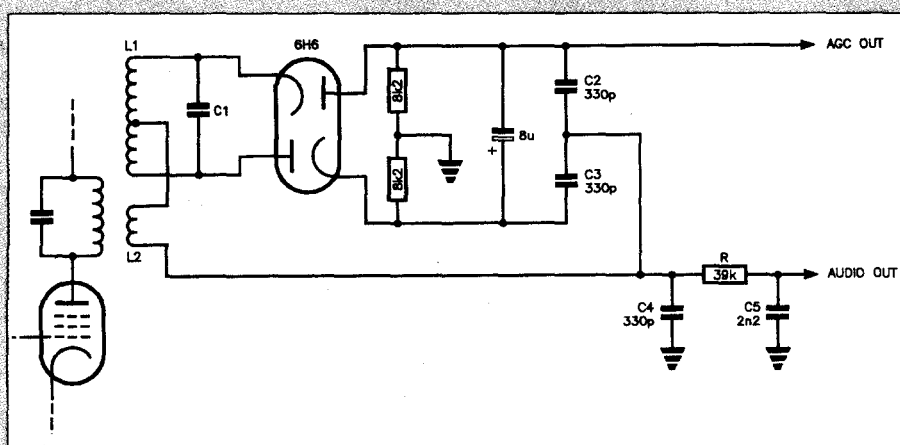 L1
6H6
AGC OUT
C1
8k2
C2
330p
8u
+
8k2
C3
330p
L2
R
39k
AUDIO OUT
C4
330p
C5
2n2